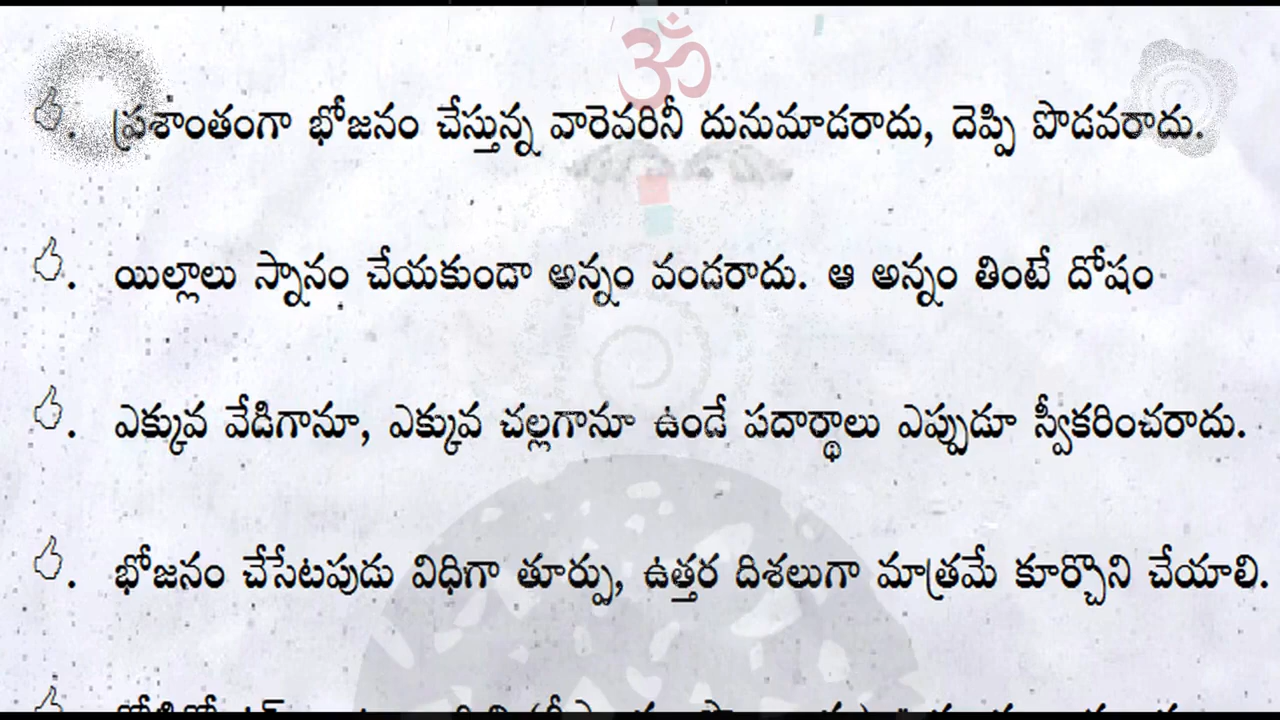 ॐ
ప్రశాంతంగా భోజనం చేస్తున్న వారెవరినీ దునుమాడరాదు, దెప్పి పొడవరాదు.
యిల్లాలు స్నానం చేయకుండా అన్నం వండరాదు. ఆ అన్నం తింటే దోషం
ఎక్కువ వేడిగానూ, ఎక్కువ చల్లగానూ ఉండే పదార్థాలు ఎప్పుడూ స్వీకరించరాదు.
భోజనం చేసేటపుడు విధిగా తూర్పు, ఉత్తర దిశలుగా మాత్రమే కూర్చొని చేయాలి.